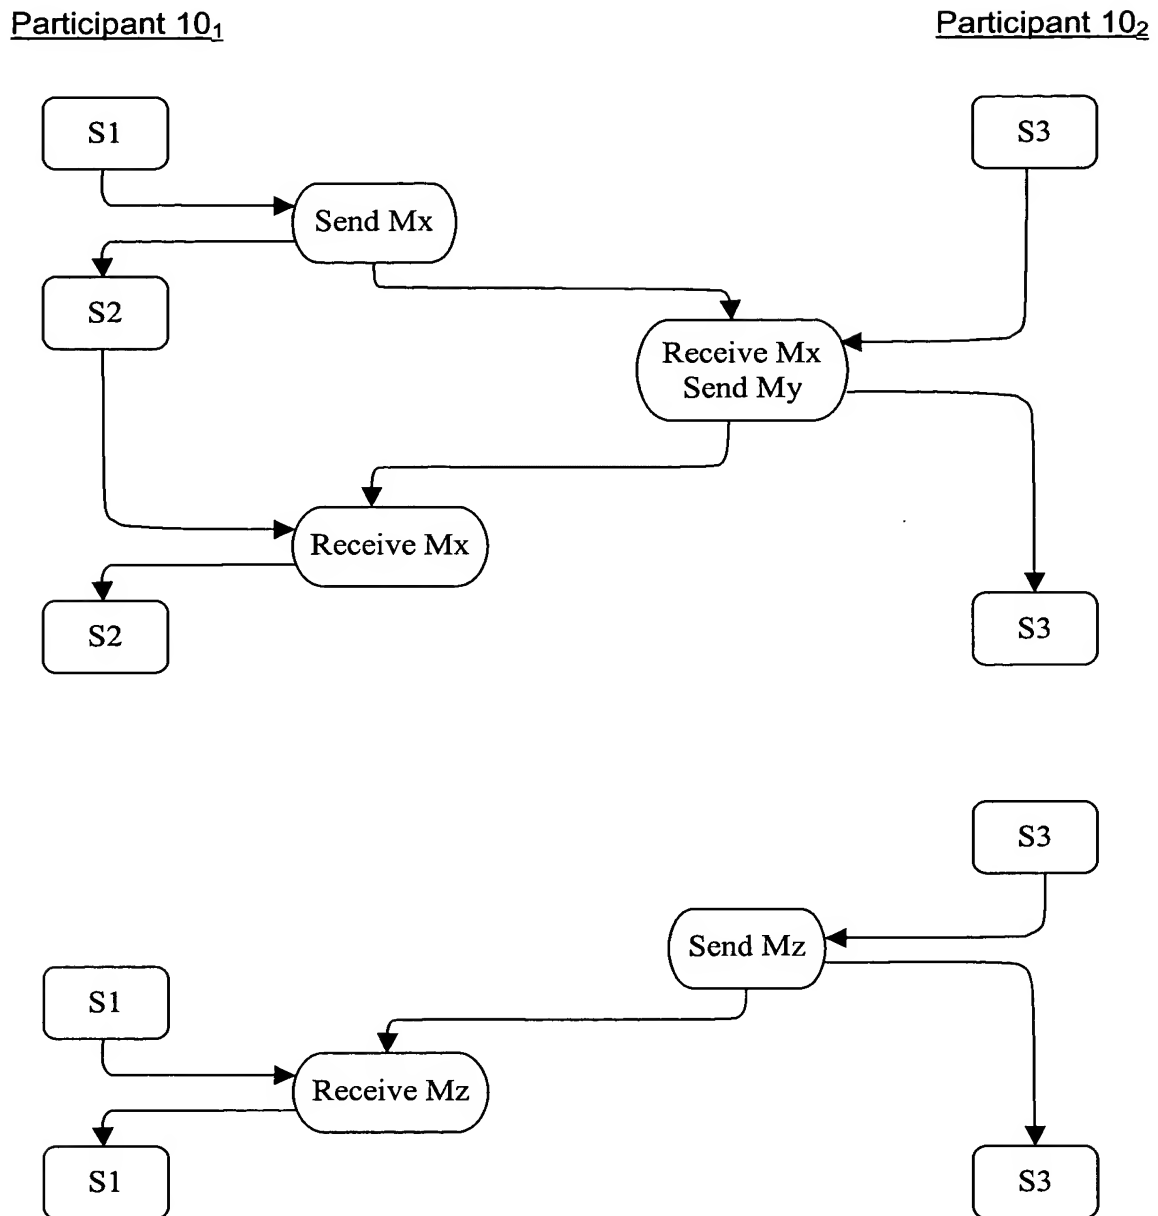 Participant 10₁
Participant 10₂
S1
S3
Send Mx
S2
Receive Mx
Send My
Receive Mx
S2
S3
S3
Send Mz
S1
Receive Mz
S1
S3